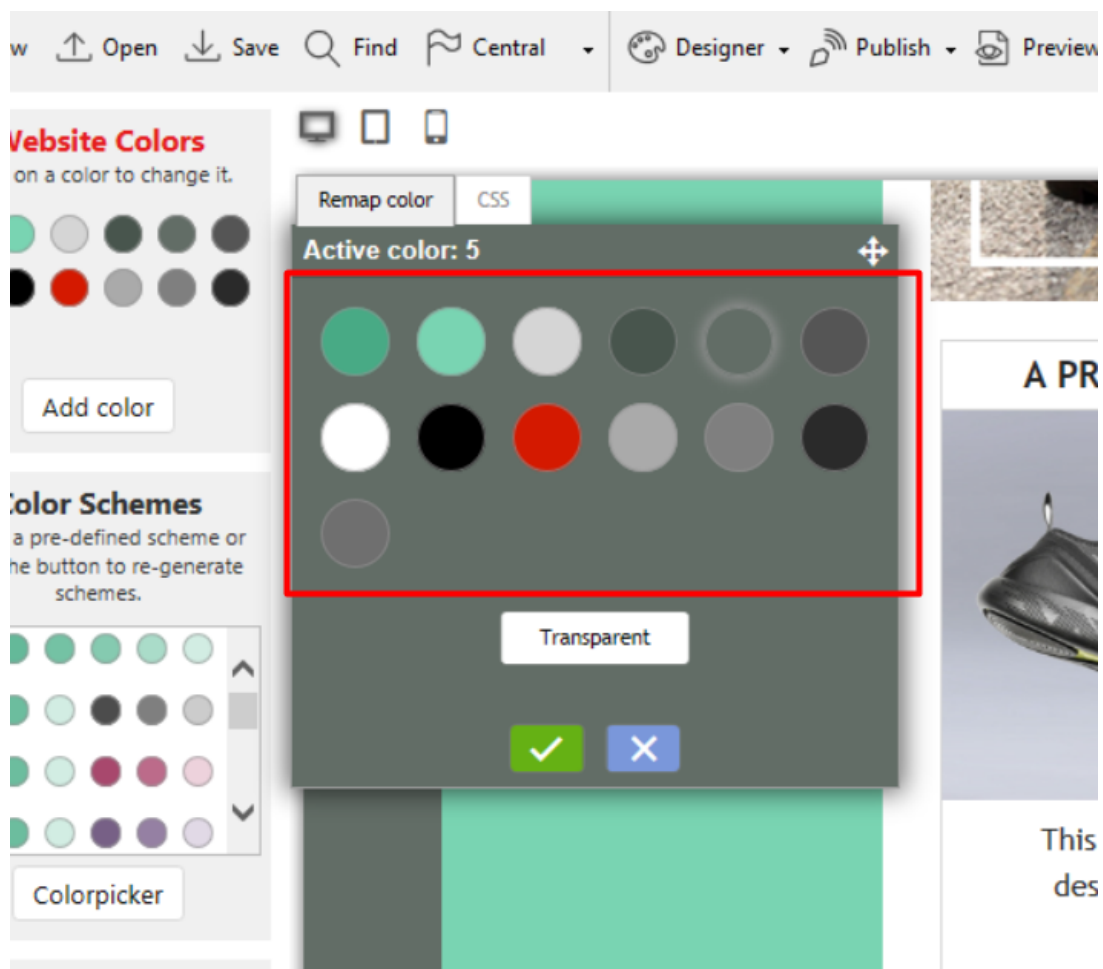 w Open Save Find Central Designer Publish Preview
Website Colors
on a color to change it.
Add color
Color Schemes
a pre-defined scheme or
he button to re-generate
schemes.
Colorpicker
Remap color CSS
Active color: 5
Transparent
A PR
This
des